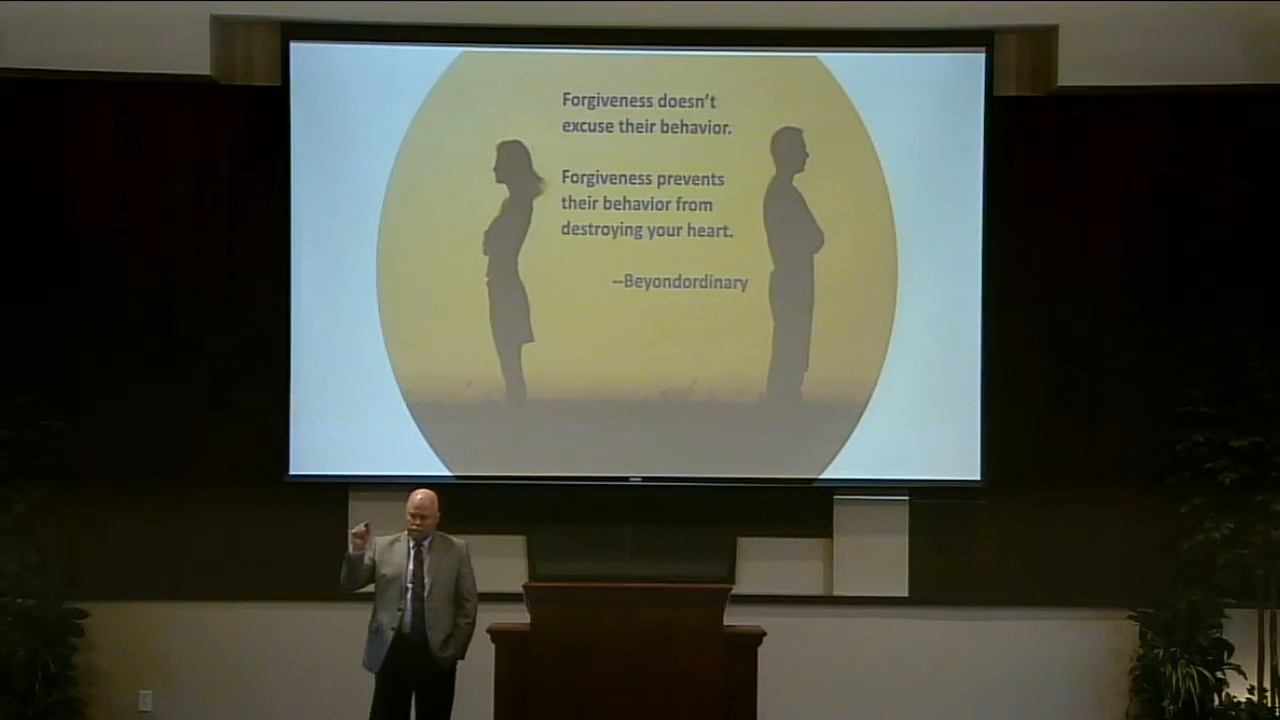 Forgiveness doesn't
excuse their behavior.
Forgiveness prevents
their behavior from
destroying your heart.
--Beyondordinary